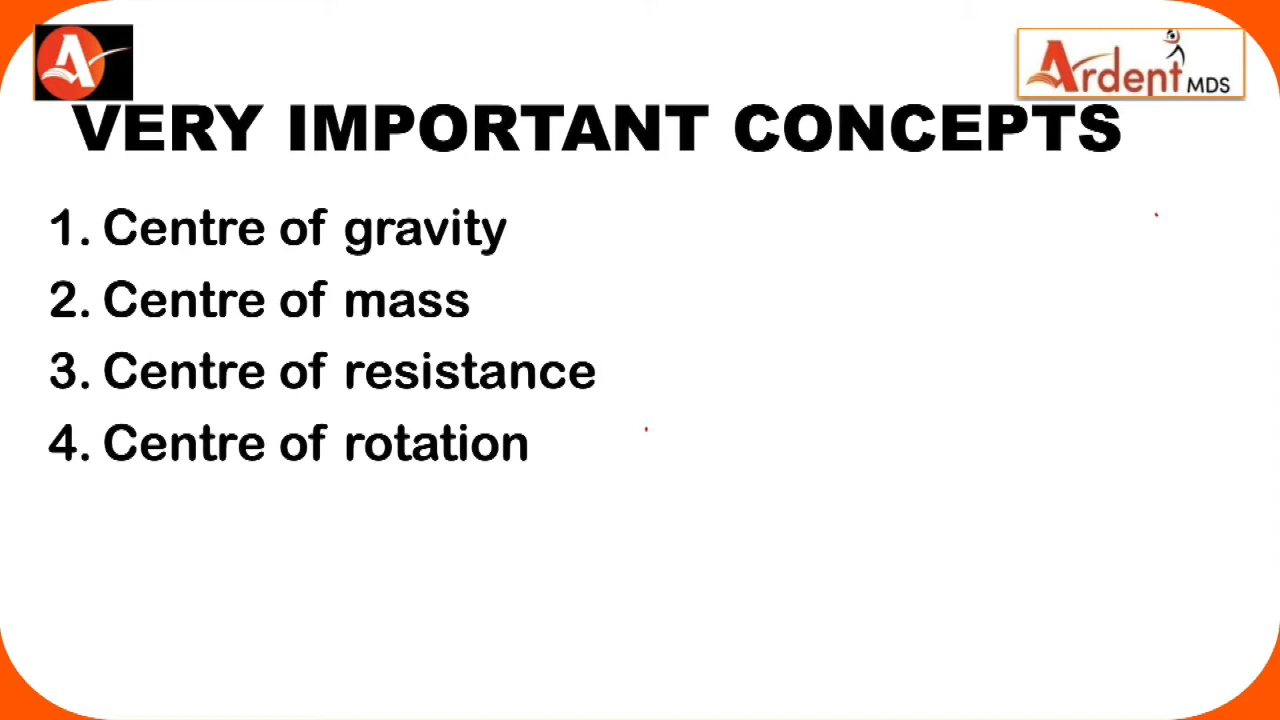 A
Ardent MDS
VERY IMPORTANT CONCEPTS
1. Centre of gravity
2. Centre of mass
3. Centre of resistance
4. Centre of rotation